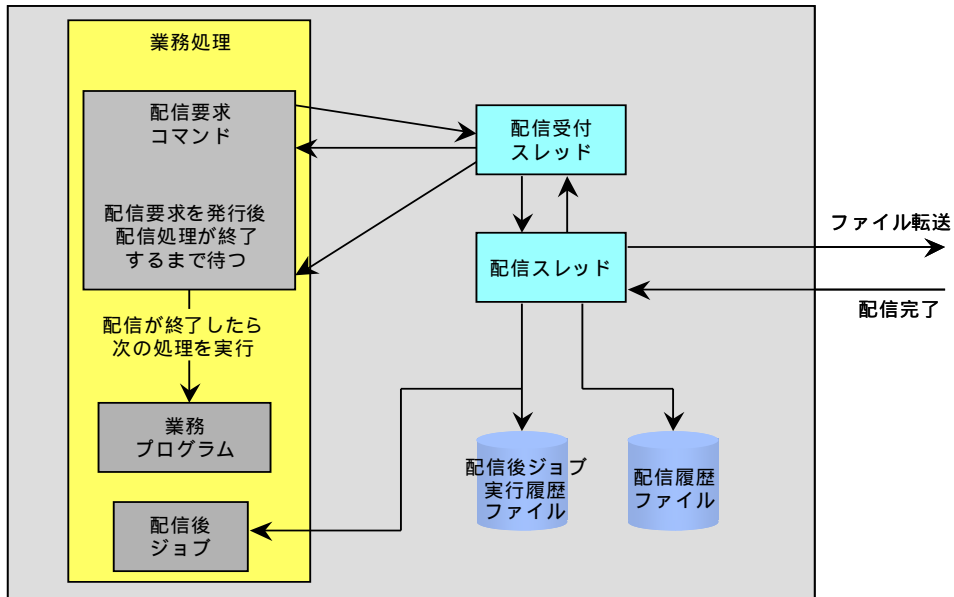 業務処理
配信要求
コマンド
配信要求を発行後
配信処理が終了
するまで待つ
配信が終了したら
次の処理を実行
業務
プログラム
配信後
ジョブ
配信受付
スレッド
配信スレッド
ファイル転送
配信完了
配信後ジョブ
実行履歴
ファイル
配信履歴
ファイル